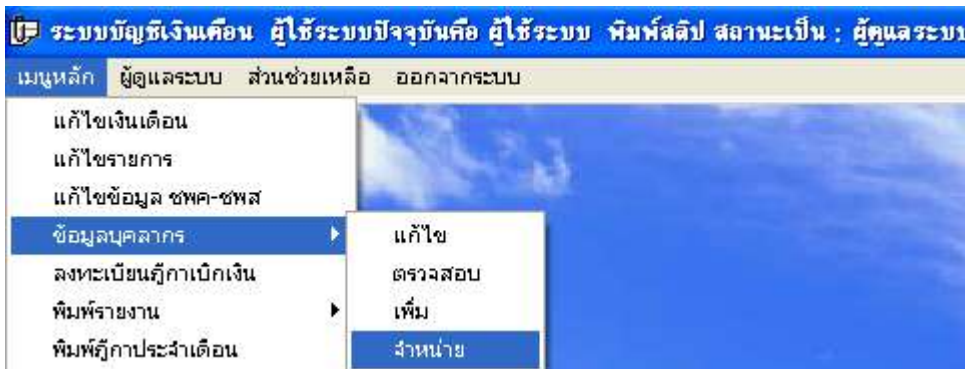 ระบบบัญชีเงินเดือน ผู้ใช้ระบบปัจจุบันคือ ผู้ใช้ระบบ พิมพ์สลิป สถานะเป็น : ผู้ดูแลระบบ
เมนูหลัก ผู้ดูแลระบบ ส่วนช่วยเหลือ ออกจากระบบ
แก้ไขเงินเดือน
แก้ไขรายการ
แก้ไขข้อมูล ชพค-ชพส
ข้อมูลบุคลากร
แก้ไข
ลงทะเบียนฎีกาเบิกเงิน
ตรวจสอบ
พิมพ์รายงาน
เพิ่ม
พิมพ์ฎีกาประจำเดือน
จำหน่าย